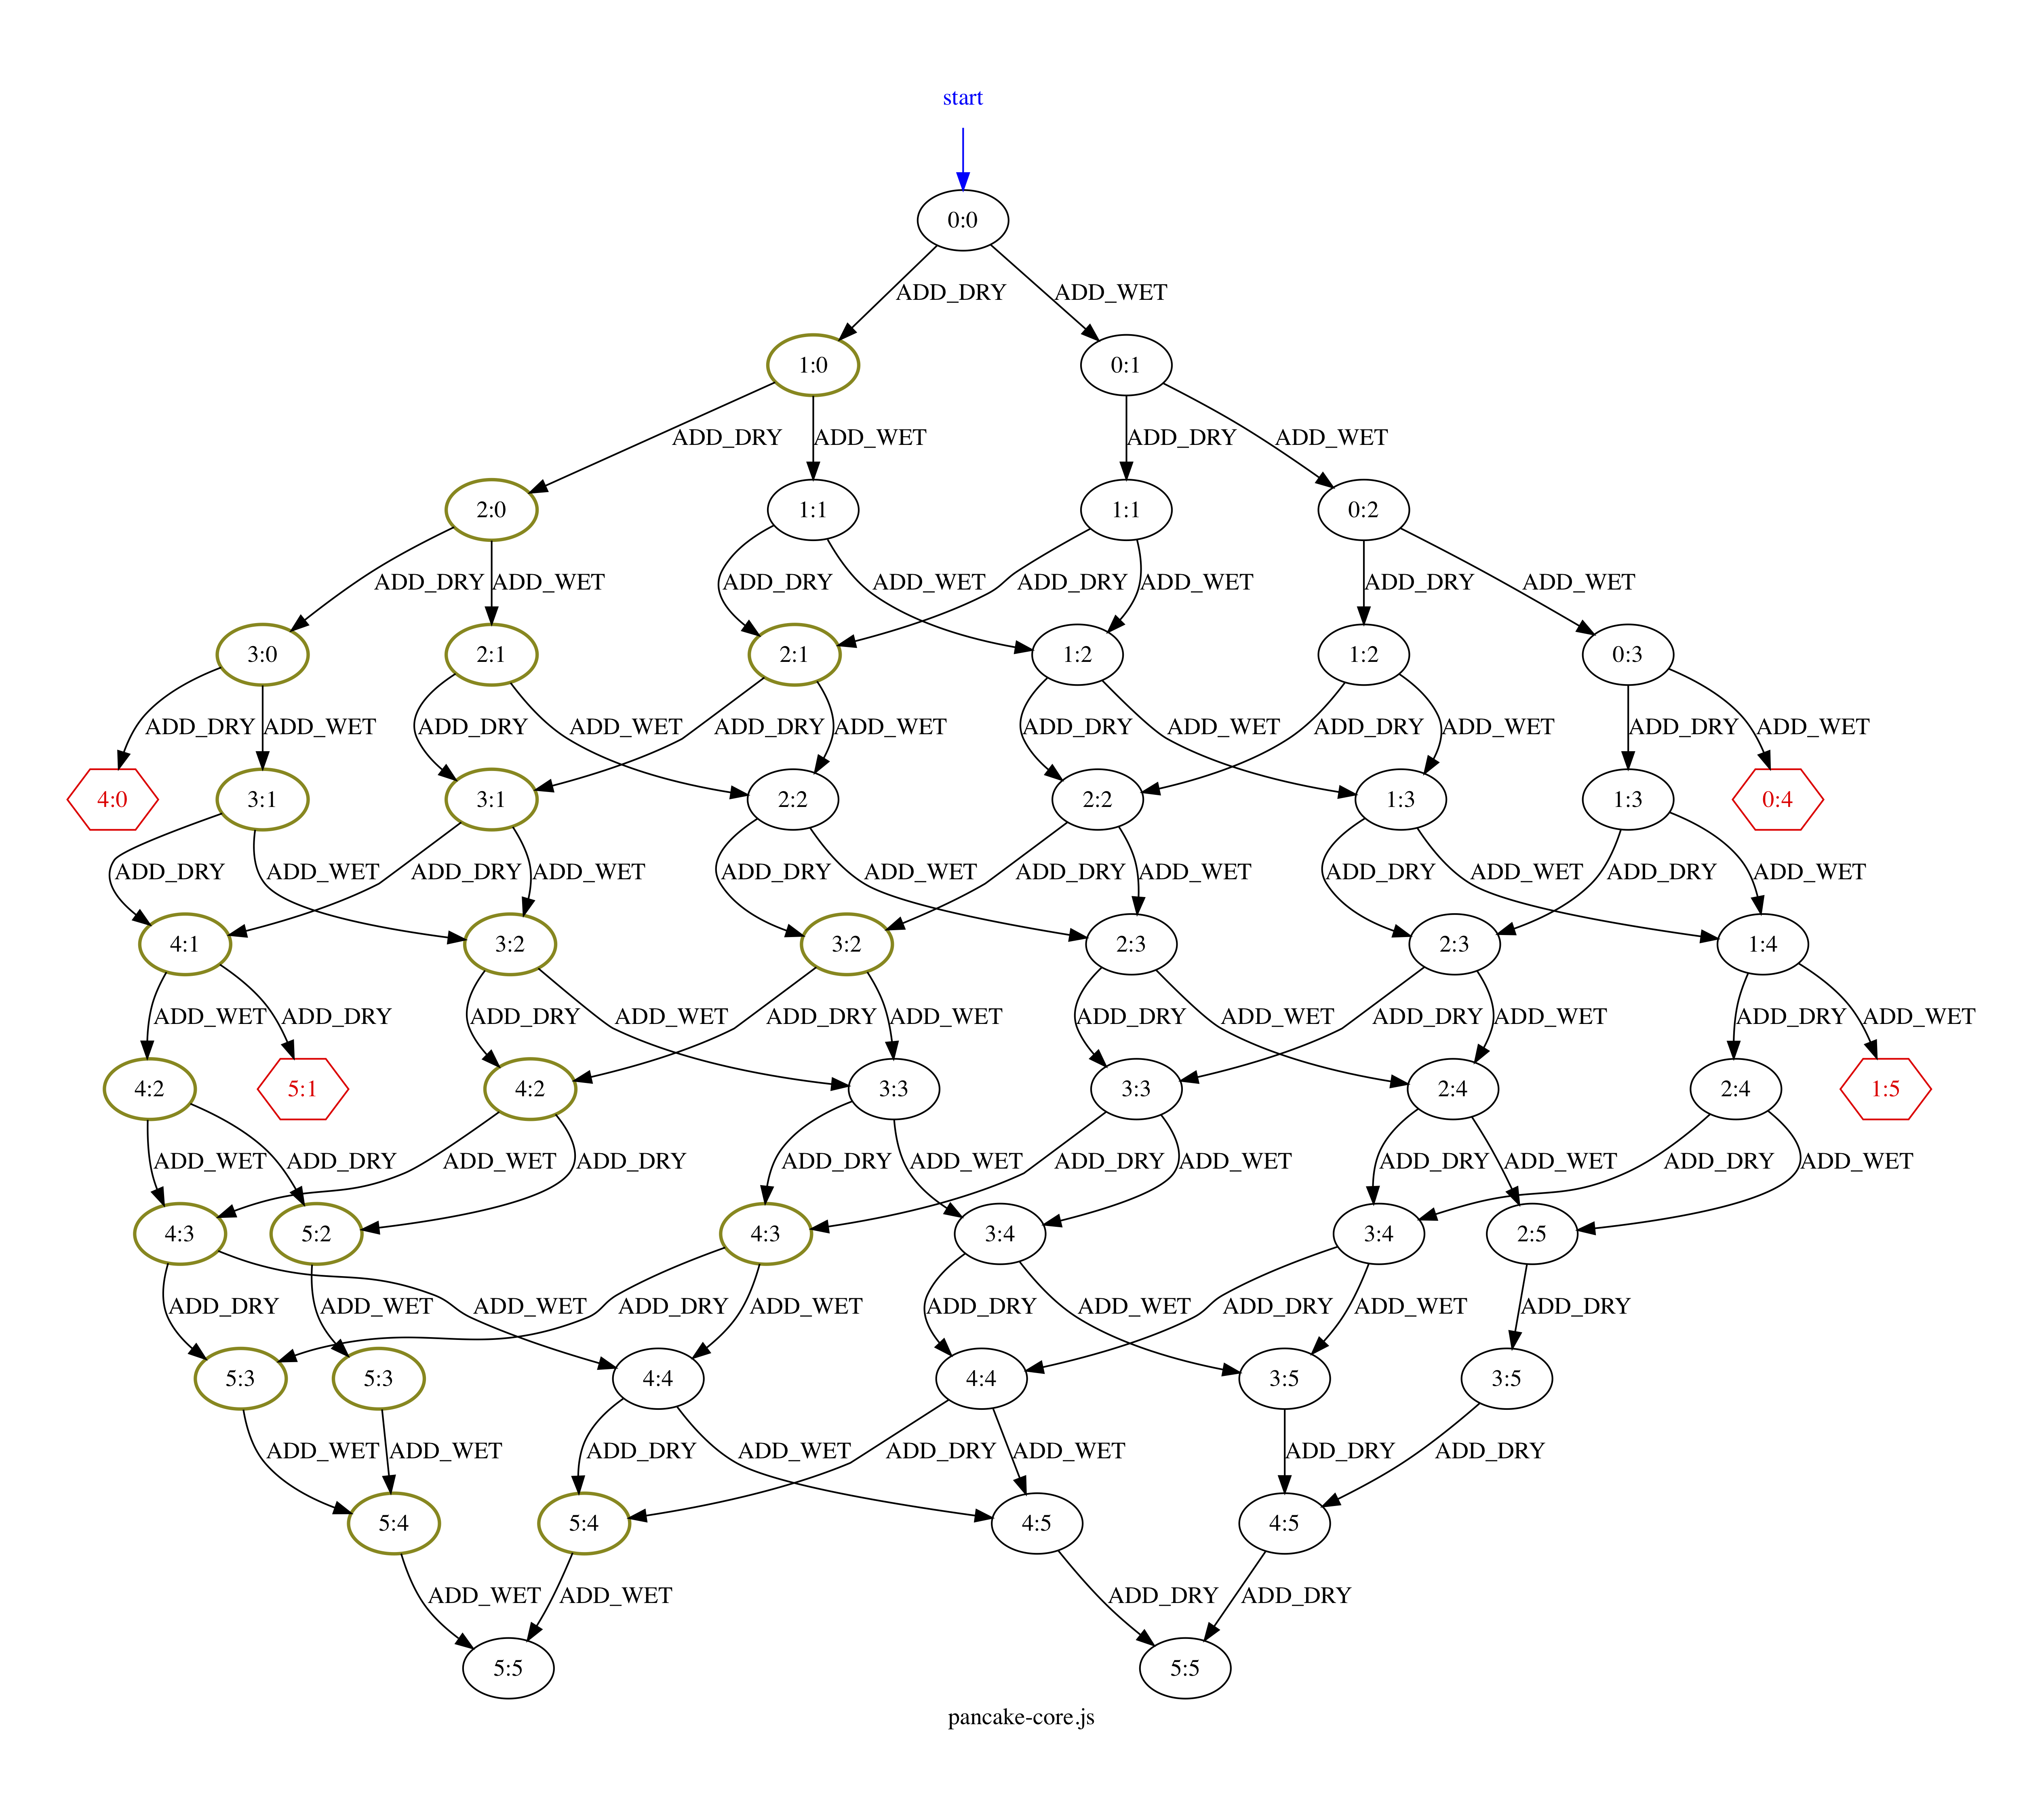 start
0:0
ADD_DRY ADD_WET
1:0 0:1
ADD_DRY ADD_WET ADD_DRY ADD_WET
2:0 1:1 1:1 0:2
ADD_DRY ADD_WET ADD_DRY ADD_WET ADD_DRY ADD_WET ADD_DRY ADD_WET
3:0 2:1 2:1 1:2 1:2 0:3
ADD_DRY ADD_WET ADD_DRY ADD_WET ADD_DRY ADD_WET ADD_DRY ADD_WET ADD_DRY ADD_WET ADD_DRY ADD_WET
4:0 3:1 3:1 2:2 2:2 1:3 1:3 0:4
ADD_DRY ADD_WET ADD_DRY ADD_WET ADD_DRY ADD_WET ADD_DRY ADD_WET ADD_DRY ADD_WET ADD_DRY ADD_WET
4:1 3:2 3:2 2:3 2:3 1:4
ADD_WET ADD_DRY ADD_DRY ADD_WET ADD_DRY ADD_WET ADD_DRY ADD_WET ADD_DRY ADD_WET ADD_DRY ADD_WET
4:2 5:1 4:2 3:3 3:3 2:4 2:4 1:5
ADD_WET ADD_DRY ADD_WET ADD_DRY ADD_DRY ADD_WET ADD_DRY ADD_WET ADD_DRY ADD_WET ADD_DRY ADD_WET
4:3 5:2 4:3 3:4 3:4 2:5
ADD_DRY ADD_WET ADD_WET ADD_DRY ADD_WET ADD_DRY ADD_WET ADD_DRY ADD_WET ADD_DRY
5:3 5:3 4:4 4:4 3:5 3:5
ADD_WET ADD_WET ADD_DRY ADD_WET ADD_DRY ADD_WET ADD_DRY ADD_DRY
5:4 5:4 4:5 4:5
ADD_WET ADD_WET ADD_DRY ADD_DRY
5:5 5:5
pancake-core.js